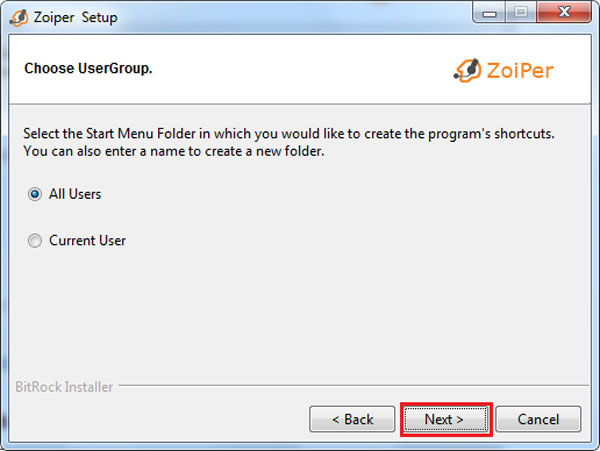 Zoiper Setup
Choose UserGroup.
ZoiPer
Select the Start Menu Folder in which you would like to create the program's shortcuts.
You can also enter a name to create a new folder.
All Users
Current User
BitRock Installer
< Back
Next >
Cancel